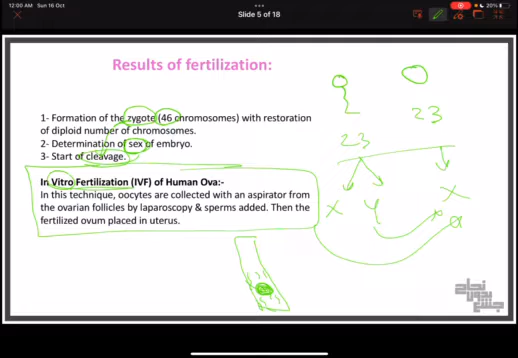 12:00 AM Sun 16 Oct
20%
Slide 5 of 18
Results of fertilization:
1- Formation of the zygote (46 chromosomes) with restoration
of diploid number of chromosomes.
2- Determination of sex of embryo.
3- Start of cleavage.
In Vitro Fertilization (IVF) of Human Ova:-
In this technique, oocytes are collected with an aspirator from
the ovarian follicles by laparoscopy & sperms added. Then the
fertilized ovum placed in uterus.
23
23
X
Y
X